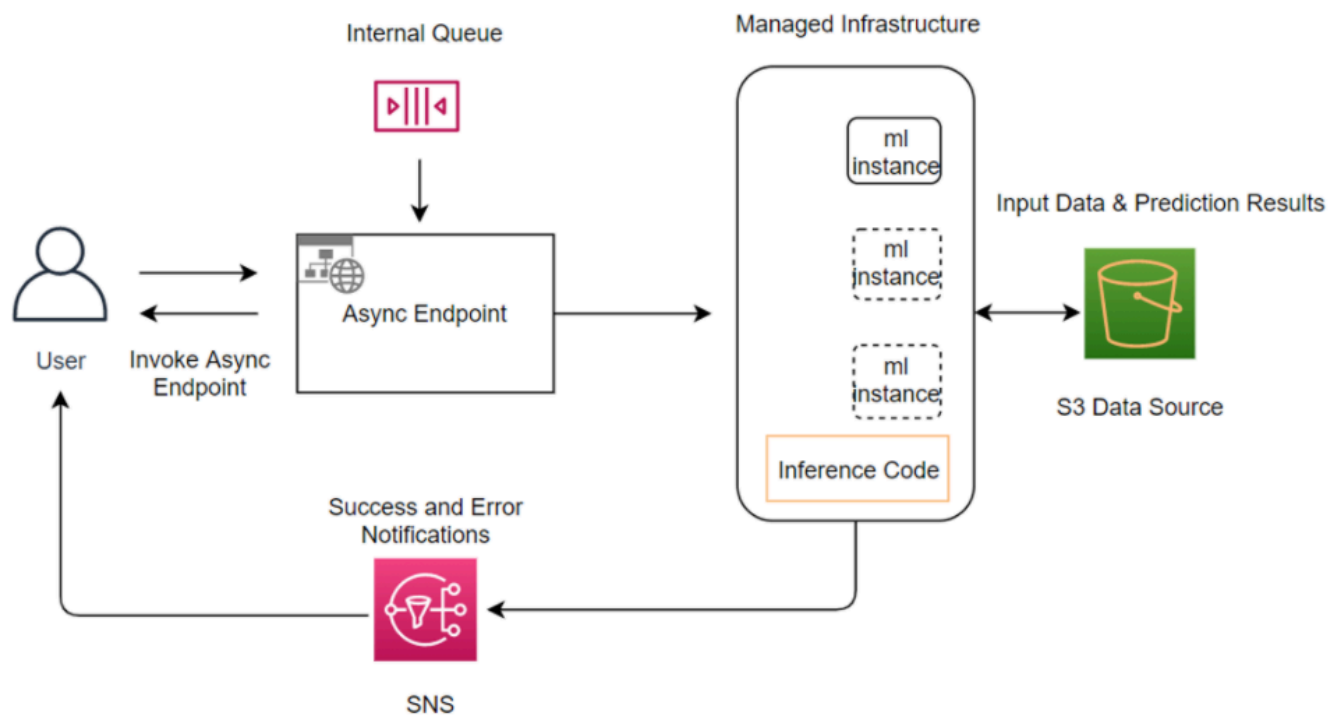 Internal Queue
Managed Infrastructure
ml
instance
Input Data & Prediction Results
ml
instance
Async Endpoint
User
Invoke Async
Endpoint
ml
instance
S3 Data Source
Inference Code
Success and Error
Notifications
SNS